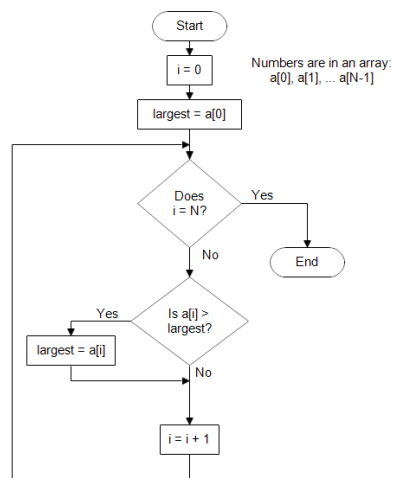 Start
i = 0
Numbers are in an array:
a[0], a[1], ... a[N-1]
largest = a[0]
Does
i = N?
Yes
No
End
Is a[i] >
largest?
Yes
largest = a[i]
No
i = i + 1